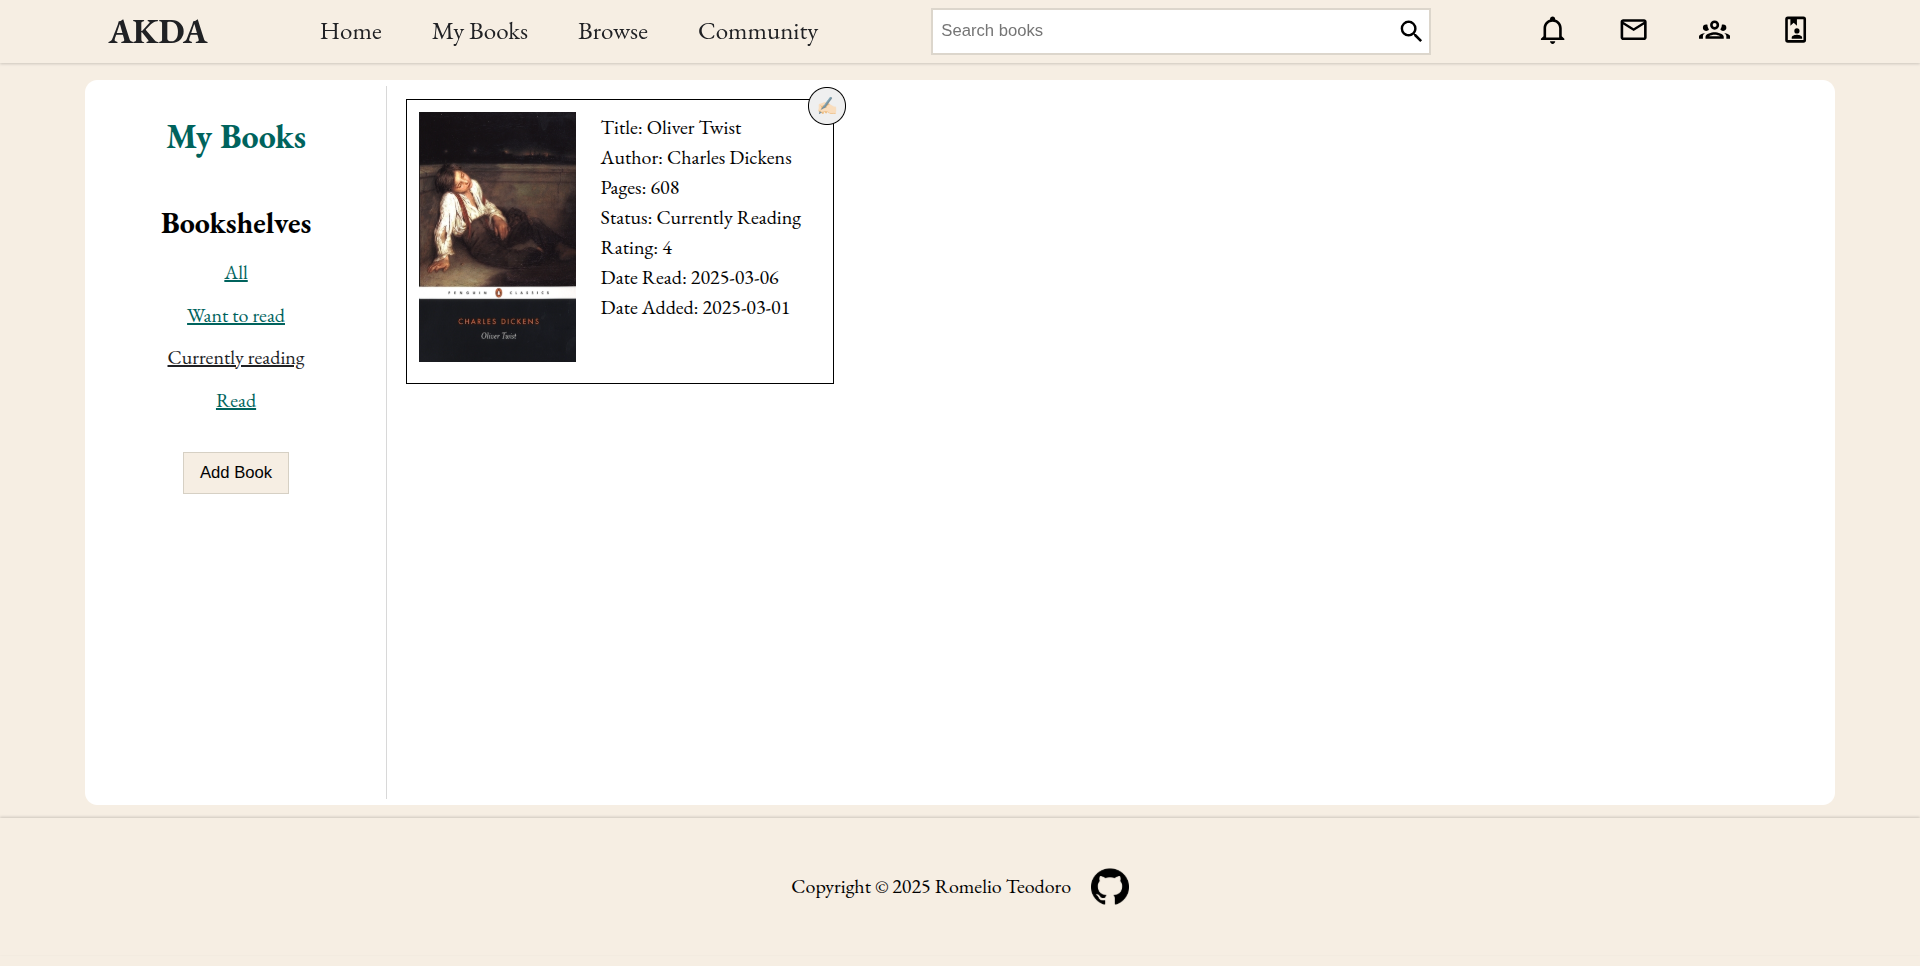 AKDA
Home
My Books
Browse
Community
Search books
My Books
Bookshelves
All
Want to read
Currently reading
Read
Add Book
PENGUIN CLASSICS
CHARLES DICKENS
Oliver Twist
Title: Oliver Twist
Author: Charles Dickens
Pages: 608
Status: Currently Reading
Rating: 4
Date Read: 2025-03-06
Date Added: 2025-03-01
Copyright © 2025 Romelio Teodoro